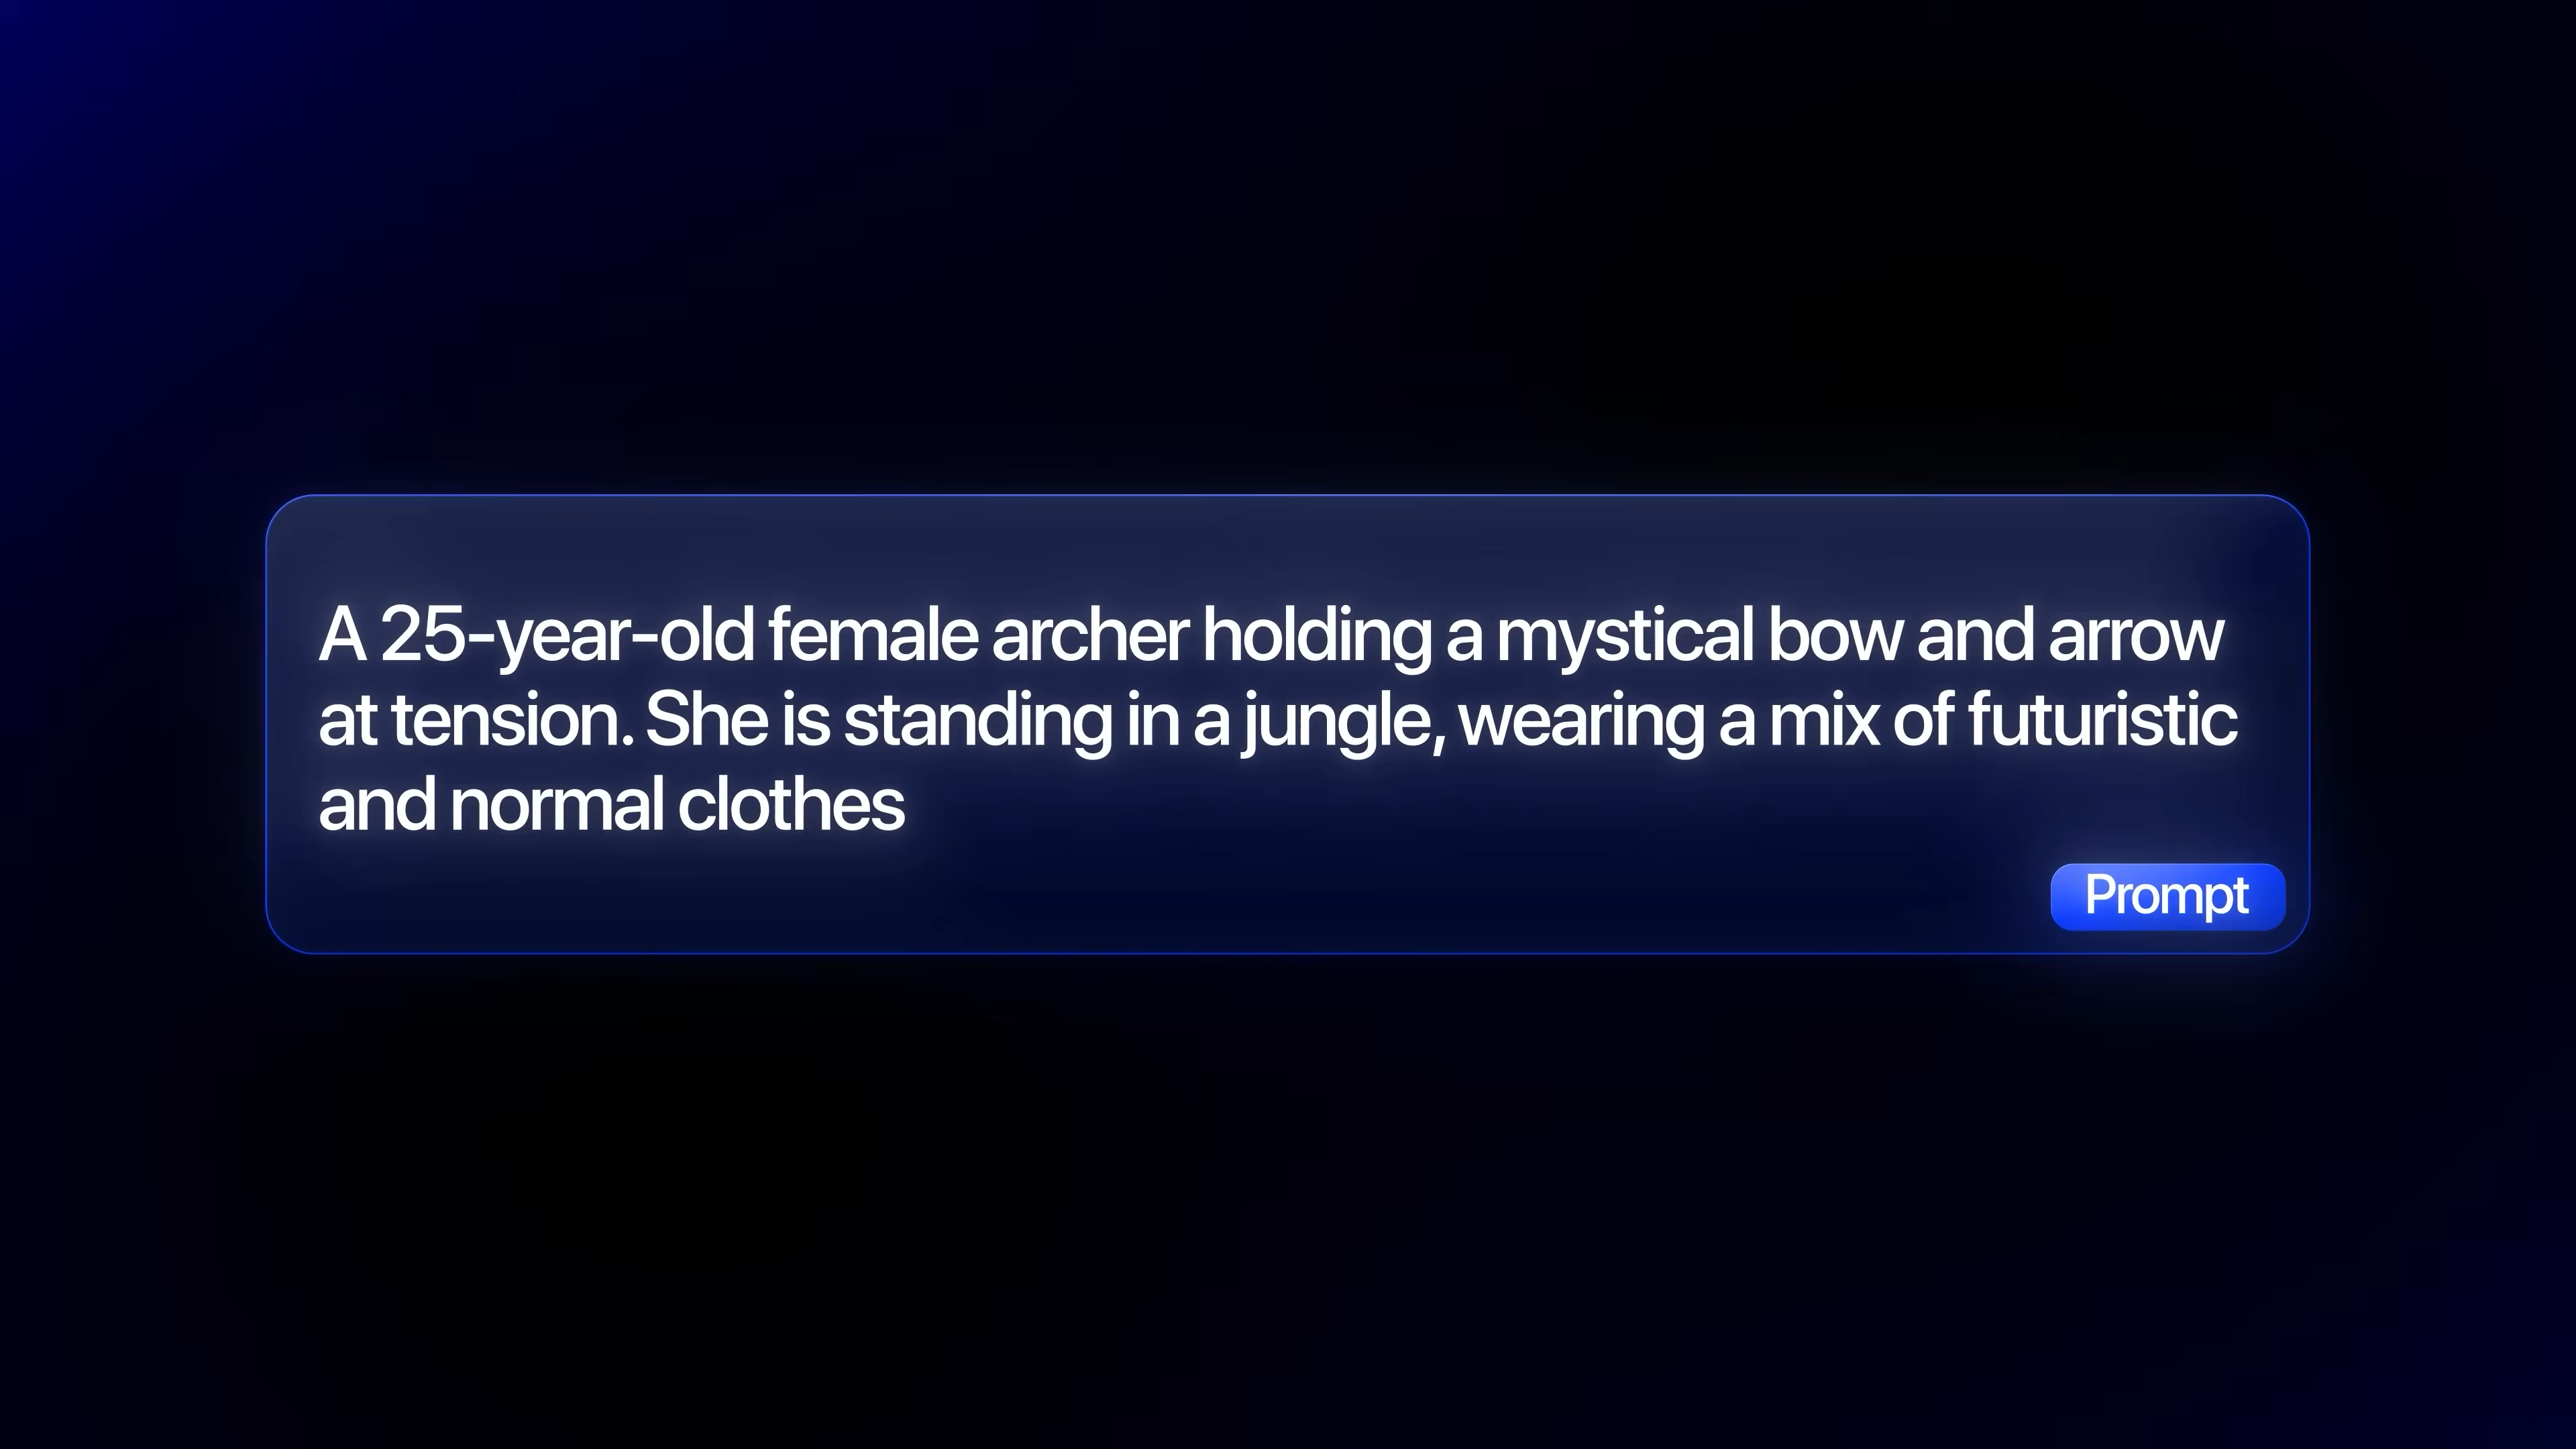 A 25-year-old female archer holding a mystical bow and arrow
at tension. She is standing in a jungle, wearing a mix of futuristic
and normal clothes
Prompt